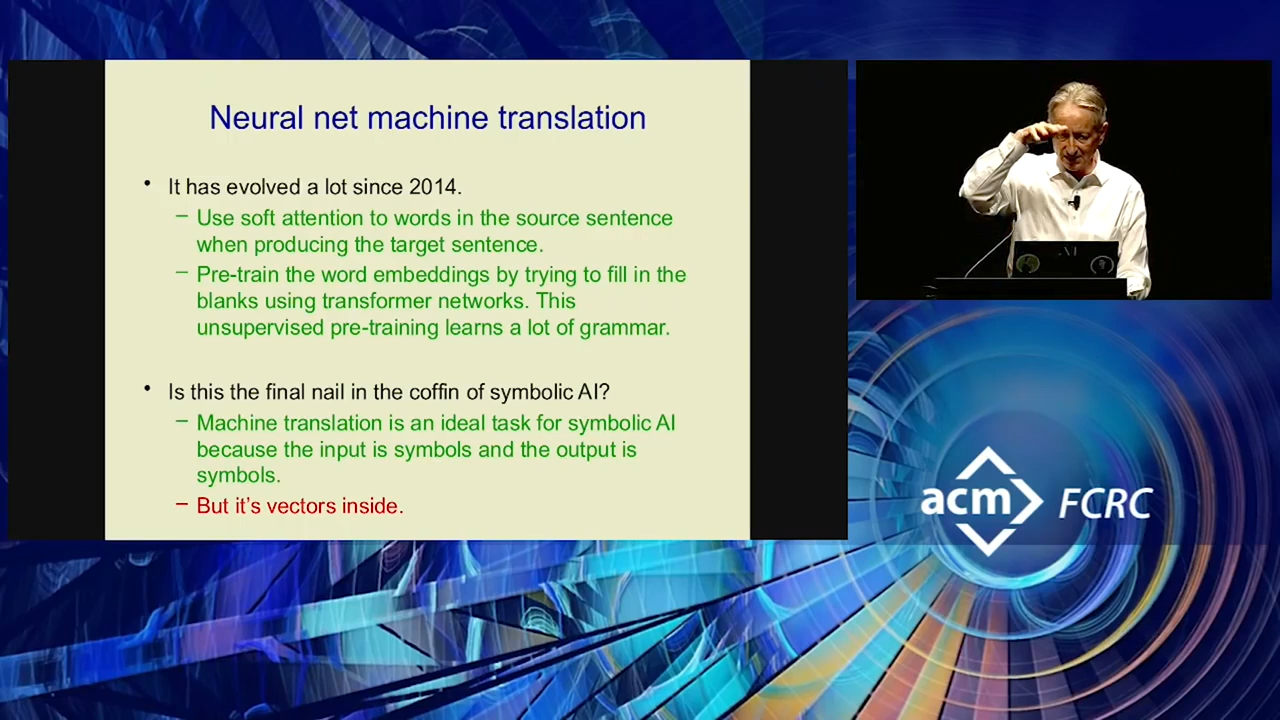 Neural net machine translation
• It has evolved a lot since 2014.
– Use soft attention to words in the source sentence
when producing the target sentence.
– Pre-train the word embeddings by trying to fill in the
blanks using transformer networks. This
unsupervised pre-training learns a lot of grammar.
• Is this the final nail in the coffin of symbolic AI?
– Machine translation is an ideal task for symbolic AI
because the input is symbols and the output is
symbols.
– But it’s vectors inside.
acm FCRC